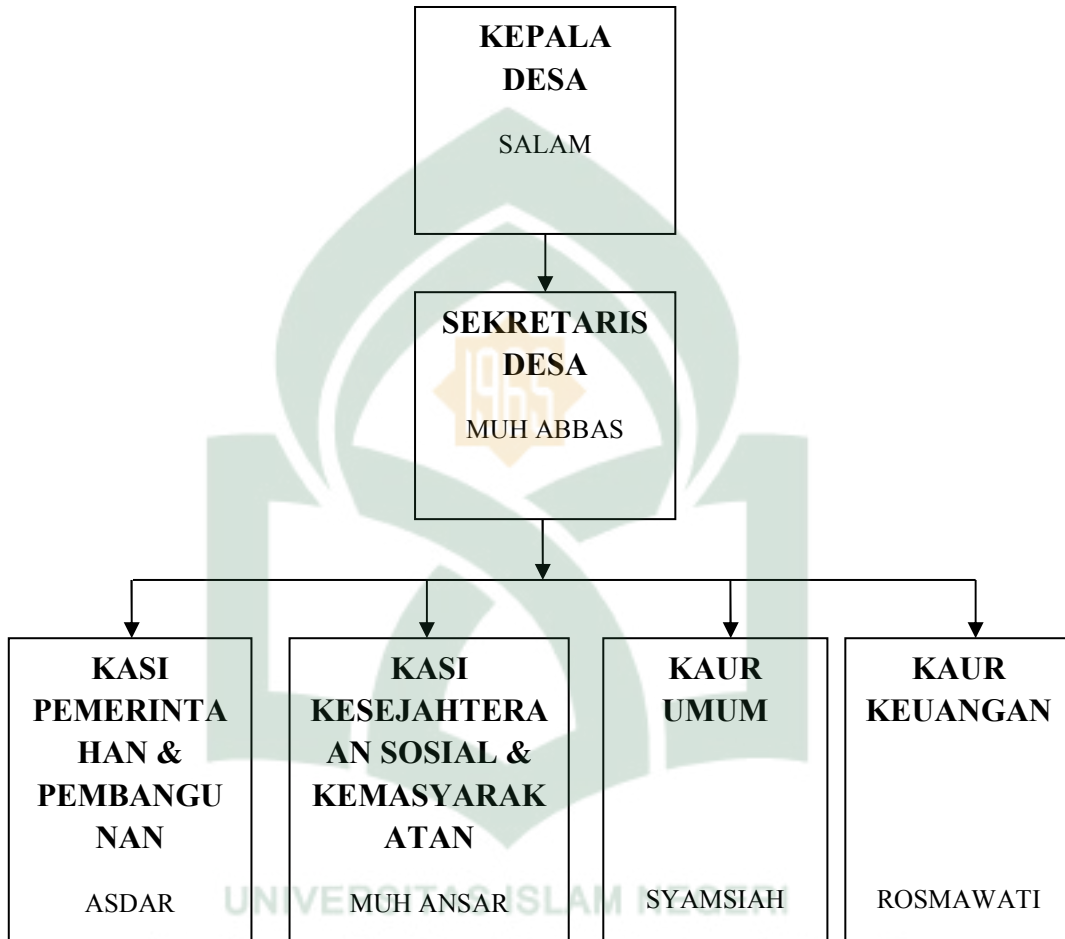 KEPALA
DESA
SALAM
SEKRETARIS
DESA
1965
MUH ABBAS
KASI
PEMERINTA
HAN &
PEMBANGU
NAN
ASDAR
KASI
KESEJAHTERA
AN SOSIAL &
KEMASYARAK
ATAN
MUH ANSAR
KAUR
UMUM
SYAMSIAH
KAUR
KEUANGAN
ROSMAWATI
UNIVERSITAS ISLAM NEGERI